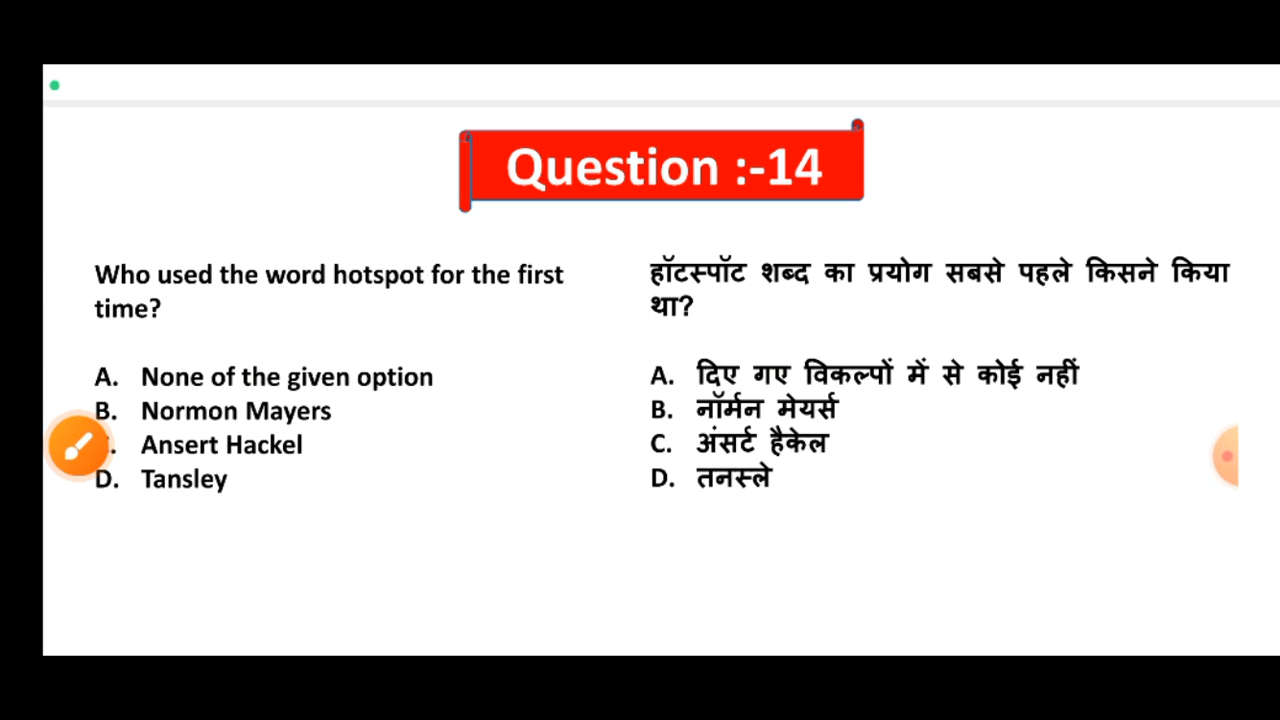 Question :-14
Who used the word hotspot for the first
time?
A. None of the given option
B. Normon Mayers
. Ansert Hackel
D. Tansley
हॉटस्पॉट शब्द का प्रयोग सबसे पहले किसने किया
था?
A. दिए गए विकल्पों में से कोई नहीं
B. नॉर्मन मेयर्स
C. अंसर्ट हैकेल
D. तनस्ले